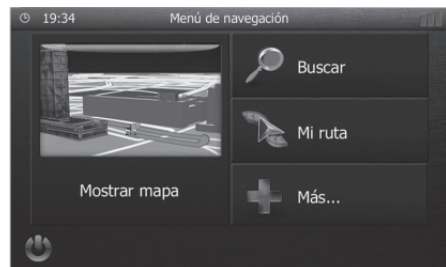 19:34
Menú de navegación
Buscar
Mi ruta
Mostrar mapa
Más...